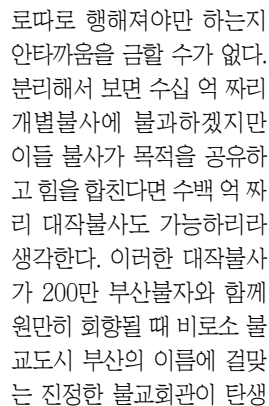 로따로 행해져야만 하는지
안타까움을 금할 수가 없다.
분리해서 보면 수십 억 짜리
개별불사에 불과하겠지만
이들 불사가 목적을 공유하
고 힘을 합친다면 수백 억 짜
리 대작불사도 가능하리라
생각한다. 이러한 대작불사
가 200만 부산불자와 함께
원만히 회향될 때 비로소 불
교도시 부산의 이름에 걸맞
는 진정한 불교회관이 탄생